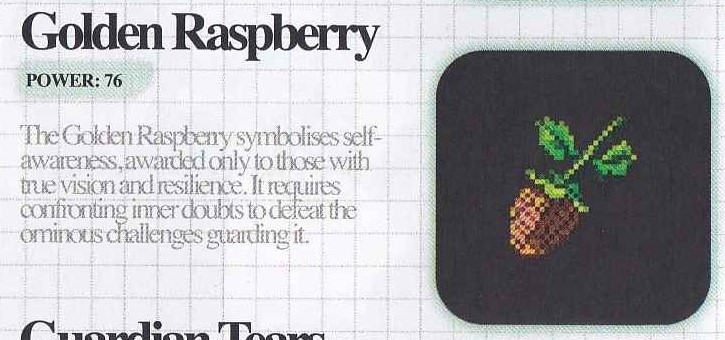 Golden Raspberry
POWER: 76
The Golden Raspberry symbolises self-
awareness, awarded only to those with
true vision and resilience. It requires
confronting inner doubts to defeat the
ominous challenges guarding it.
Guardian Tears